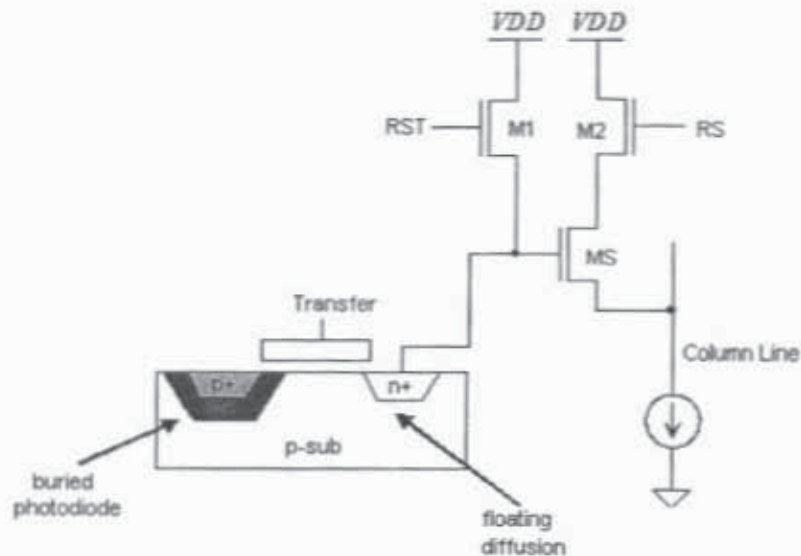 VDD VDD
RST M1 M2 RS
MS
Transfer
Column Line
p+ n+
p-sub
buried
photodiode
floating
diffusion